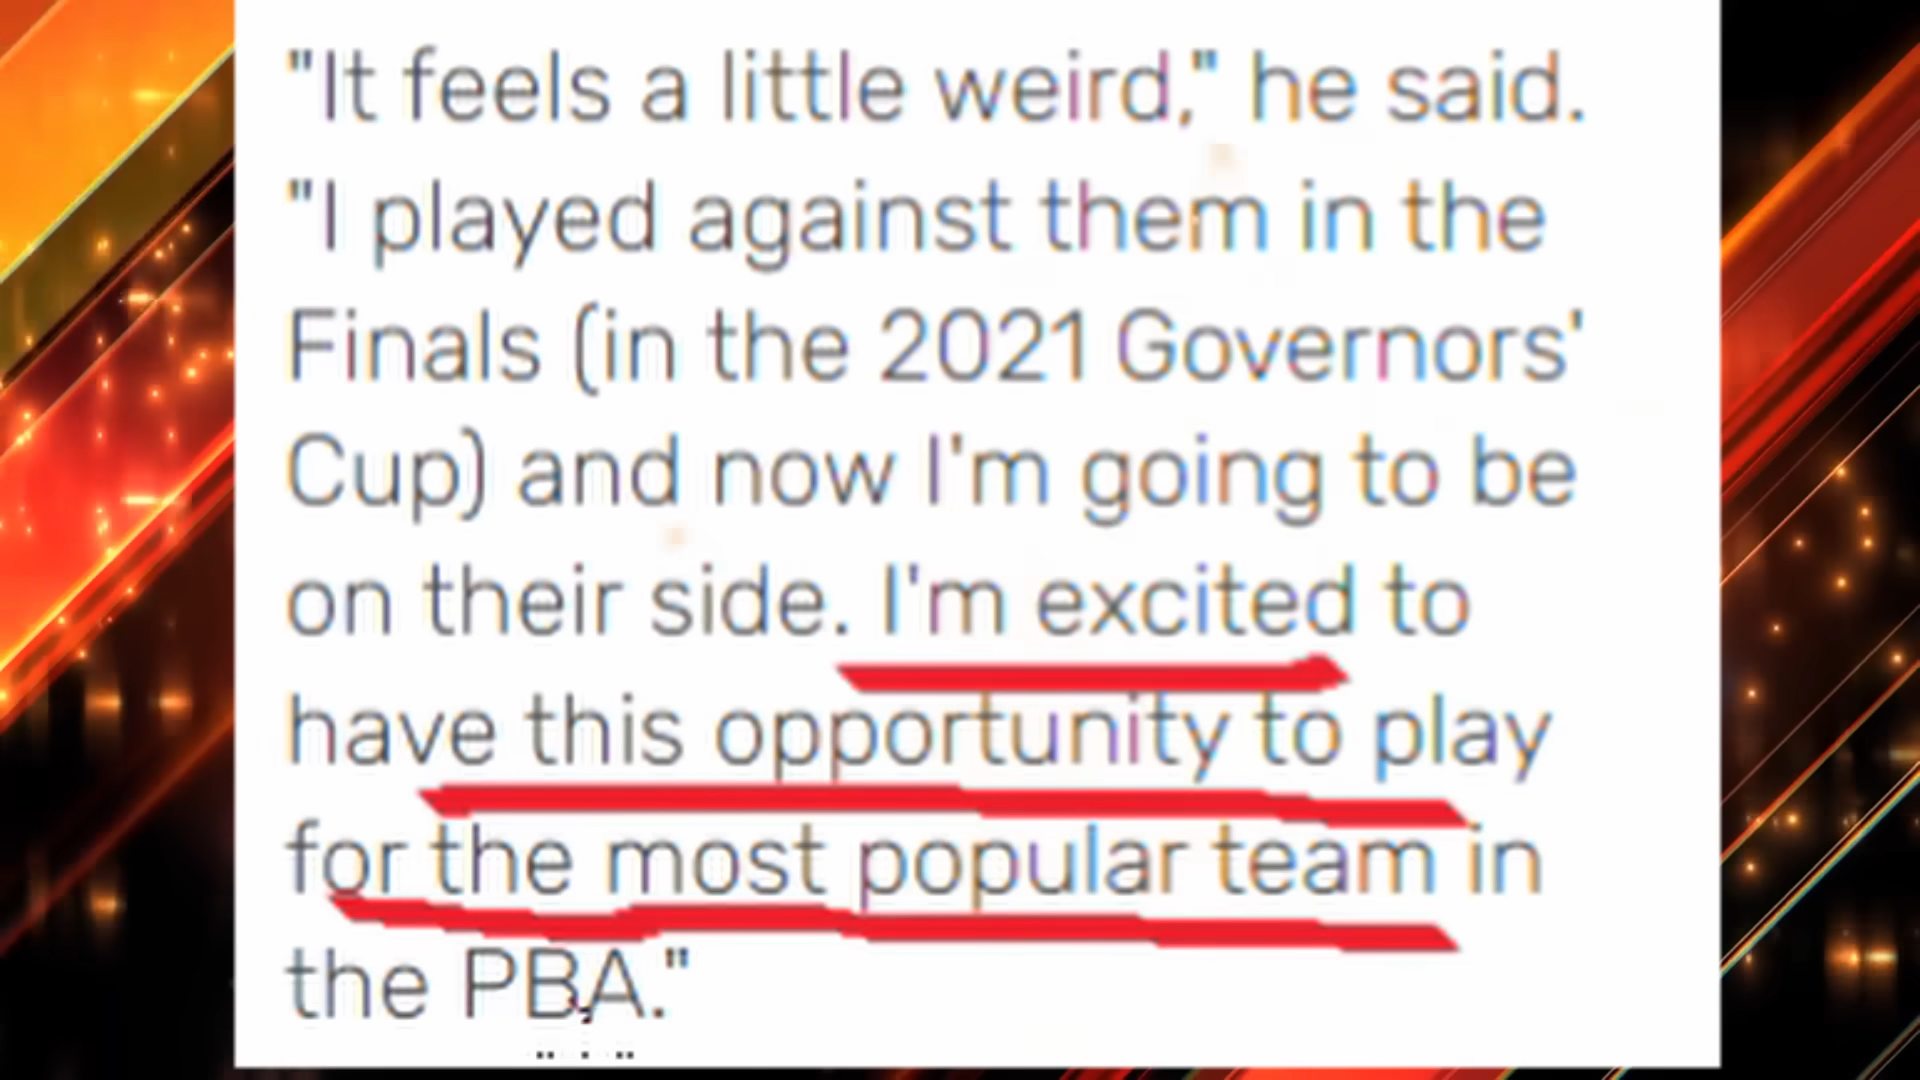 "It feels a little weird," he said.
"I played against them in the
Finals (in the 2021 Governors'
Cup) and now I'm going to be
on their side. I'm excited to
have this opportunity to play
for the most popular team in
the PBA."